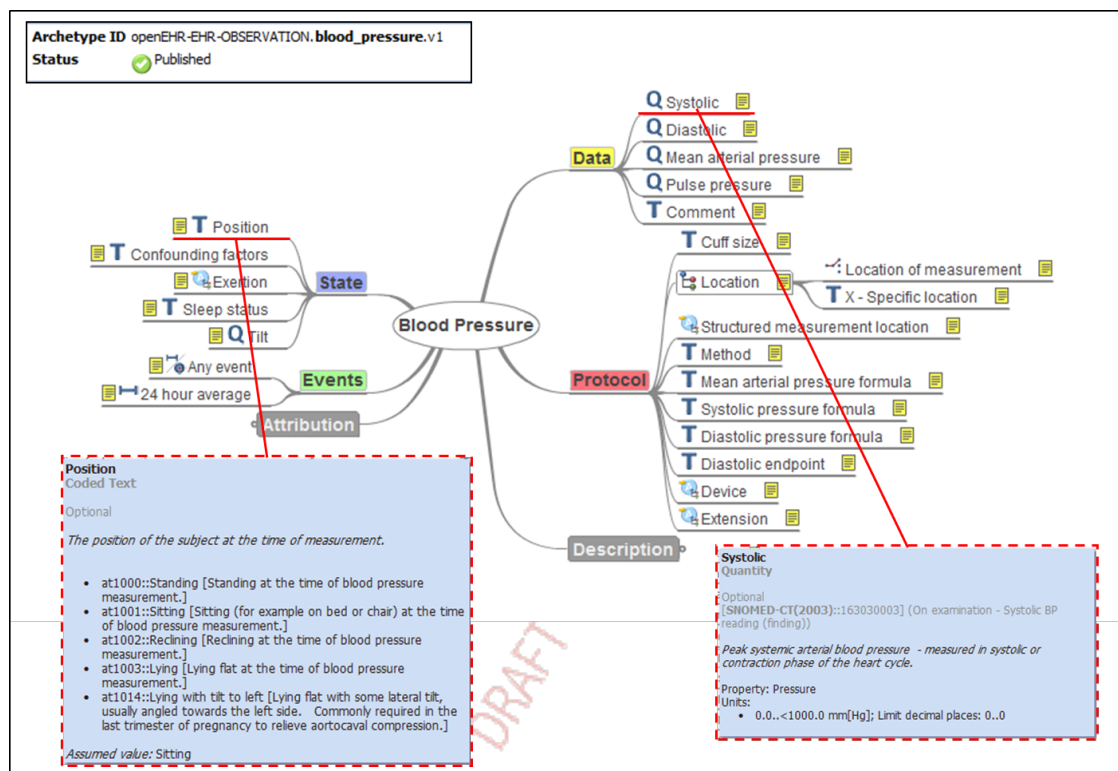 Archetype ID openEHR-EHR-OBSERVATION.blood_pressure.v1
Status Published
Blood Pressure
Data
Q Systolic
Q Diastolic
Q Mean arterial pressure
Q Pulse pressure
T Comment
State
T Position
T Confounding factors
Exertion
T Sleep status
Q Tilt
Events
Any event
24 hour average
Attribution
Protocol
T Cuff size
Location
Location of measurement
T X - Specific location
Structured measurement location
T Method
T Mean arterial pressure formula
T Systolic pressure formula
T Diastolic pressure formula
T Diastolic endpoint
Device
Extension
Description
Position
Coded Text
Optional
The position of the subject at the time of measurement.
• at1000::Standing [Standing at the time of blood pressure
measurement.]
• at1001::Sitting [Sitting (for example on bed or chair) at the time
of blood pressure measurement.]
• at1002::Reclining [Reclining at the time of blood pressure
measurement.]
• at1003::Lying [Lying flat at the time of blood pressure
measurement.]
• at1014::Lying with tilt to left [Lying flat with some lateral tilt,
usually angled towards the left side. Commonly required in the
last trimester of pregnancy to relieve aortocaval compression.]
Assumed value: Sitting
DRAFT
Systolic
Quantity
Optional
[SNOMED-CT(2003)::163030003] (On examination - Systolic BP
reading (finding))
Peak systemic arterial blood pressure - measured in systolic or
contraction phase of the heart cycle.
Property: Pressure
Units:
• 0.0..<1000.0 mm[Hg]; Limit decimal places: 0..0